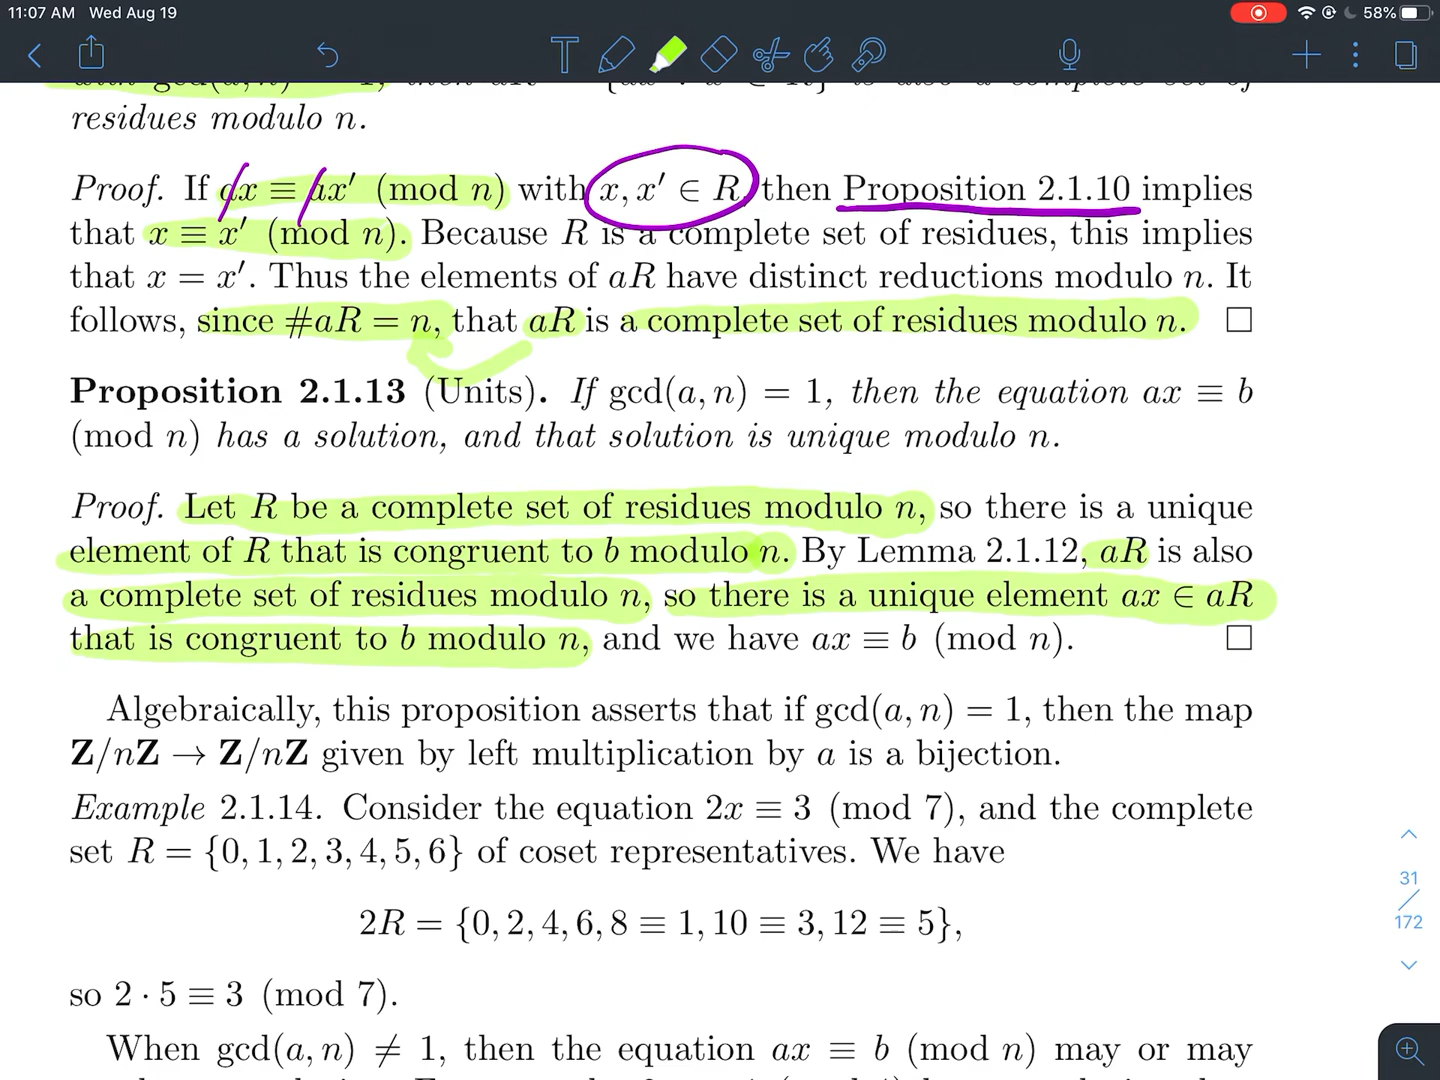 11:07 AM Wed Aug 19
58%
residues modulo n.
Proof. If ax ≡ ax′ (mod n) with x, x′ ∈ R, then Proposition 2.1.10 implies
that x ≡ x′ (mod n). Because R is a complete set of residues, this implies
that x = x′. Thus the elements of aR have distinct reductions modulo n. It
follows, since #aR = n, that aR is a complete set of residues modulo n. □
Proposition 2.1.13 (Units). If gcd(a, n) = 1, then the equation ax ≡ b
(mod n) has a solution, and that solution is unique modulo n.
Proof. Let R be a complete set of residues modulo n, so there is a unique
element of R that is congruent to b modulo n. By Lemma 2.1.12, aR is also
a complete set of residues modulo n, so there is a unique element ax ∈ aR
that is congruent to b modulo n, and we have ax ≡ b (mod n). □
Algebraically, this proposition asserts that if gcd(a, n) = 1, then the map
Z/nZ → Z/nZ given by left multiplication by a is a bijection.
Example 2.1.14. Consider the equation 2x ≡ 3 (mod 7), and the complete
set R = {0, 1, 2, 3, 4, 5, 6} of coset representatives. We have
31
/
172
2R = {0, 2, 4, 6, 8 ≡ 1, 10 ≡ 3, 12 ≡ 5},
so 2 · 5 ≡ 3 (mod 7).
When gcd(a, n) ≠ 1, then the equation ax ≡ b (mod n) may or may